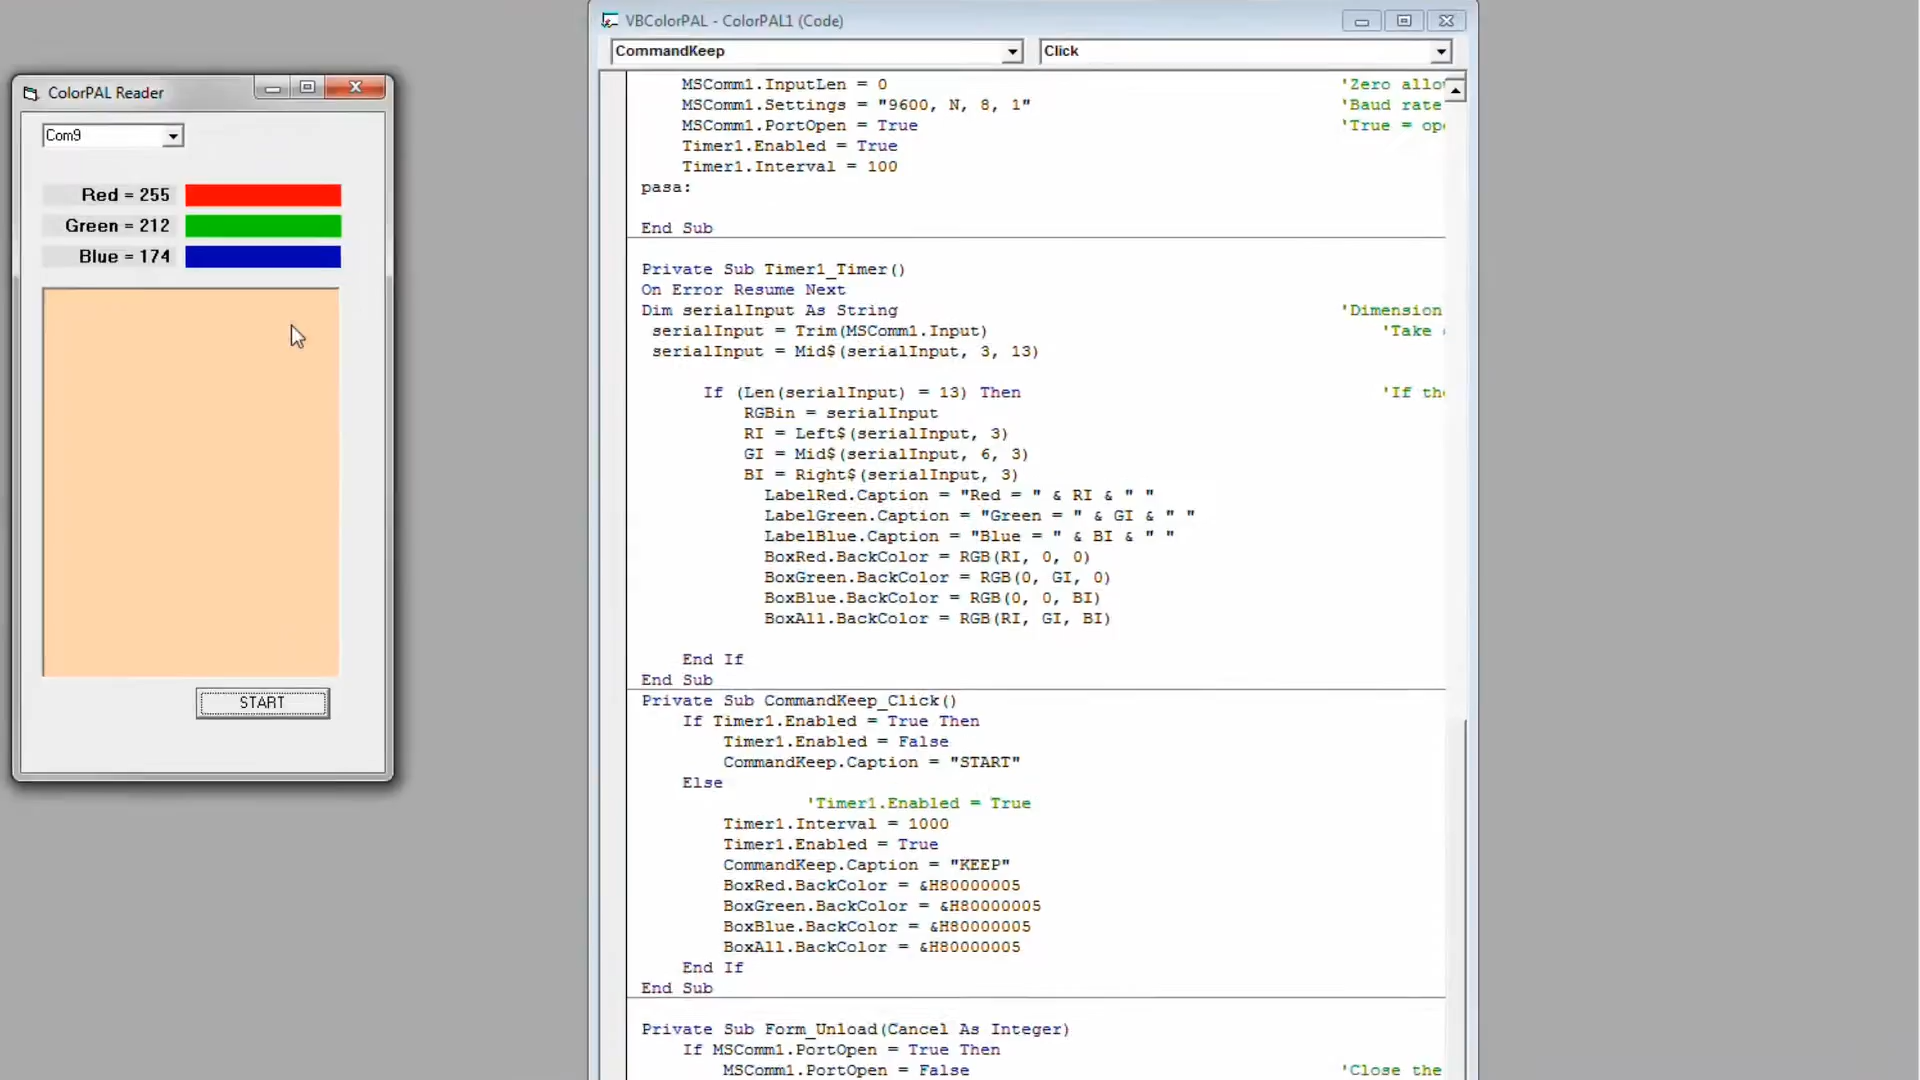 VBColorPAL - ColorPAL1 (Code)
CommandKeep
Click
ColorPAL Reader
Com9
Red = 255
Green = 212
Blue = 174
START
MSComm1.InputLen = 0 'Zero allo
MSComm1.Settings = "9600, N, 8, 1" 'Baud rate
MSComm1.PortOpen = True 'True = ope
Timer1.Enabled = True
Timer1.Interval = 100
pasa:
End Sub
Private Sub Timer1_Timer()
On Error Resume Next
Dim serialInput As String 'Dimension
serialInput = Trim(MSComm1.Input) 'Take
serialInput = Mid$(serialInput, 3, 13)
If (Len(serialInput) = 13) Then 'If the
RGBin = serialInput
RI = Left$(serialInput, 3)
GI = Mid$(serialInput, 6, 3)
BI = Right$(serialInput, 3)
LabelRed.Caption = "Red = " & RI & " "
LabelGreen.Caption = "Green = " & GI & " "
LabelBlue.Caption = "Blue = " & BI & " "
BoxRed.BackColor = RGB(RI, 0, 0)
BoxGreen.BackColor = RGB(0, GI, 0)
BoxBlue.BackColor = RGB(0, 0, BI)
BoxAll.BackColor = RGB(RI, GI, BI)
End If
End Sub
Private Sub CommandKeep_Click()
If Timer1.Enabled = True Then
Timer1.Enabled = False
CommandKeep.Caption = "START"
Else
'Timer1.Enabled = True
Timer1.Interval = 1000
Timer1.Enabled = True
CommandKeep.Caption = "KEEP"
BoxRed.BackColor = &H80000005
BoxGreen.BackColor = &H80000005
BoxBlue.BackColor = &H80000005
BoxAll.BackColor = &H80000005
End If
End Sub
Private Sub Form_Unload(Cancel As Integer)
If MSComm1.PortOpen = True Then
MSComm1.PortOpen = False 'Close the